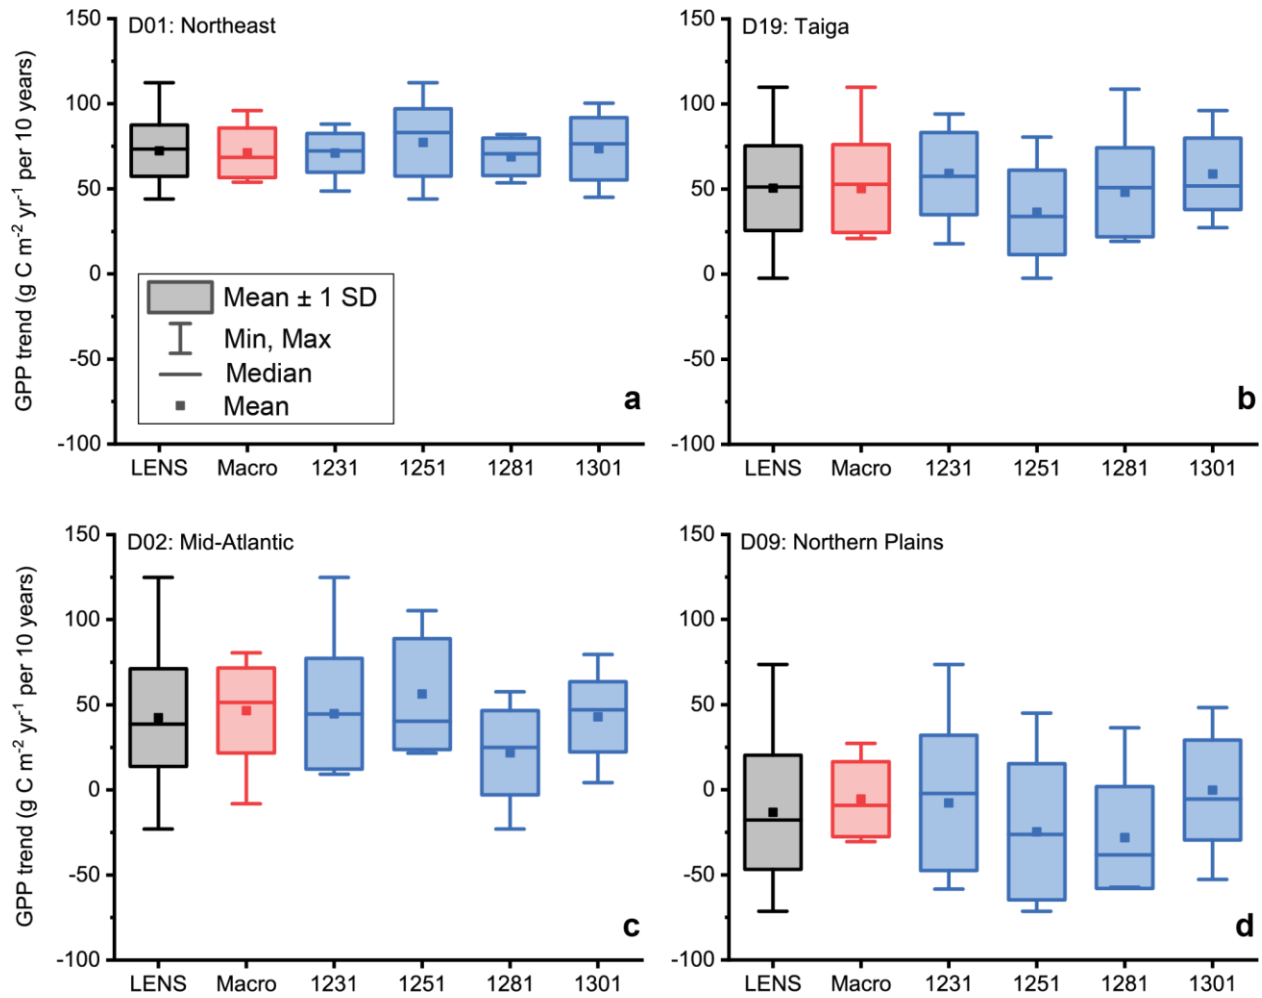 GPP trend (g C m⁻² yr⁻¹ per 10 years)
150
100
50
0
-50
-100
D01: Northeast
Mean ± 1 SD
Min, Max
Median
Mean
a
LENS Macro 1231 1251 1281 1301
150
100
50
0
-50
-100
D19: Taiga
b
LENS Macro 1231 1251 1281 1301
GPP trend (g C m⁻² yr⁻¹ per 10 years)
150
100
50
0
-50
-100
D02: Mid-Atlantic
c
LENS Macro 1231 1251 1281 1301
150
100
50
0
-50
-100
D09: Northern Plains
d
LENS Macro 1231 1251 1281 1301